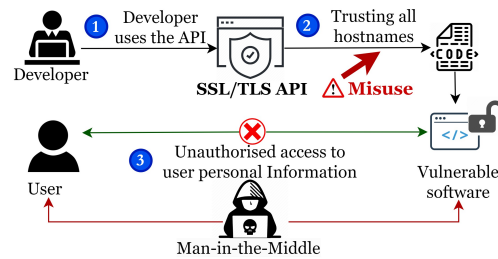 1
Developer
uses the API
2
Trusting all
hostnames
CODE
Developer
SSL/TLS API
Misuse
</>
3
Unauthorised access to
user personal Information
User
Vulnerable
software
Man-in-the-Middle